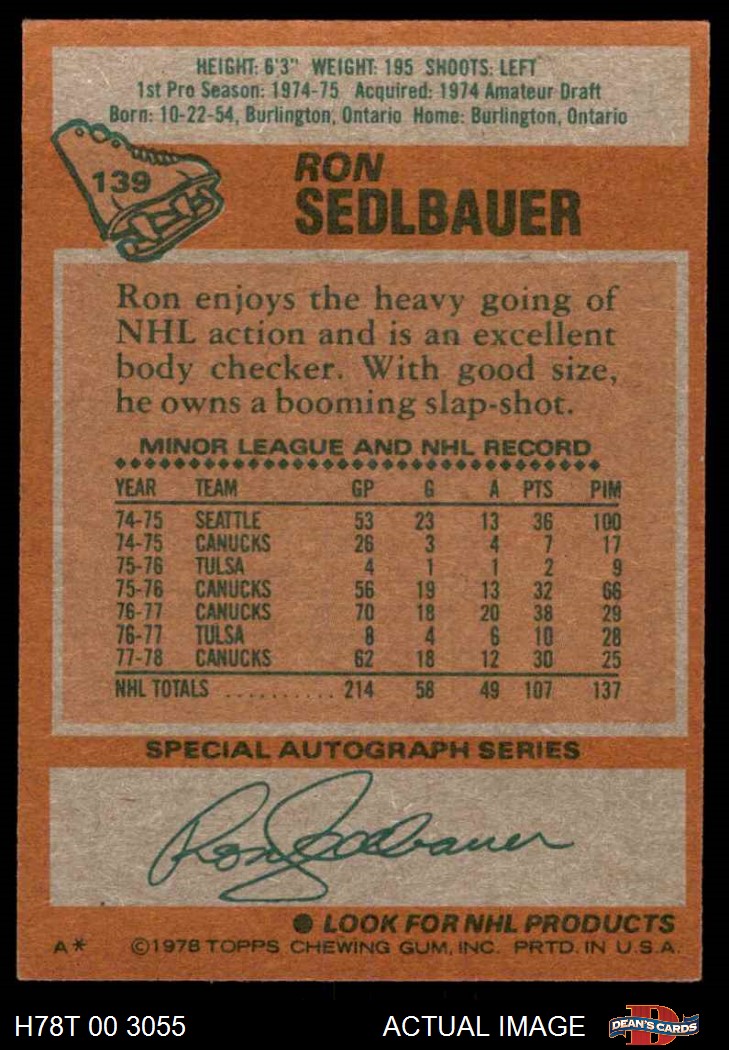 HEIGHT: 6'3" WEIGHT: 195 SHOOTS: LEFT
1st Pro Season: 1974-75 Acquired: 1974 Amateur Draft
Born: 10-22-54, Burlington, Ontario Home: Burlington, Ontario
139
RON
SEDLBAUER
Ron enjoys the heavy going of
NHL action and is an excellent
body checker. With good size,
he owns a booming slap-shot.
MINOR LEAGUE AND NHL RECORD
YEAR TEAM GP G A PTS PIM
74-75 SEATTLE 53 23 13 36 100
74-75 CANUCKS 26 3 4 7 17
75-76 TULSA 4 1 1 2 9
75-76 CANUCKS 56 19 13 32 66
76-77 CANUCKS 70 18 20 38 29
76-77 TULSA 8 4 6 10 28
77-78 CANUCKS 62 18 12 30 25
NHL TOTALS .......... 214 58 49 107 137
SPECIAL AUTOGRAPH SERIES
Ron Sedlbauer
● LOOK FOR NHL PRODUCTS
A* ©1978 TOPPS CHEWING GUM, INC. PRTD. IN U.S.A.
H78T 00 3055 ACTUAL IMAGE DEAN'S CARDS